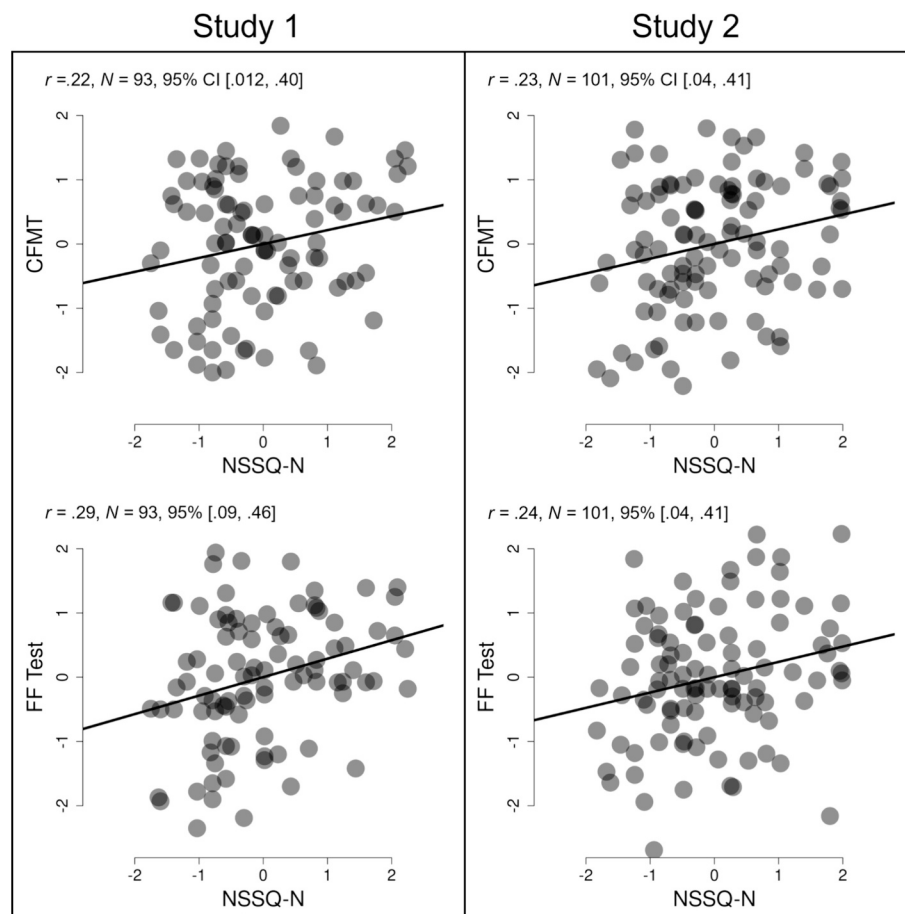 Study 1
Study 2
r =.22, N = 93, 95% CI [.012, .40]
2
1
0
-1
-2
CFMT
-2 -1 0 1 2
NSSQ-N
r = .23, N = 101, 95% CI [.04, .41]
2
1
0
-1
-2
CFMT
-2 -1 0 1 2
NSSQ-N
r = .29, N = 93, 95% [.09, .46]
2
1
0
-1
-2
FF Test
-2 -1 0 1 2
NSSQ-N
r = .24, N = 101, 95% [.04, .41]
2
1
0
-1
-2
FF Test
-2 -1 0 1 2
NSSQ-N